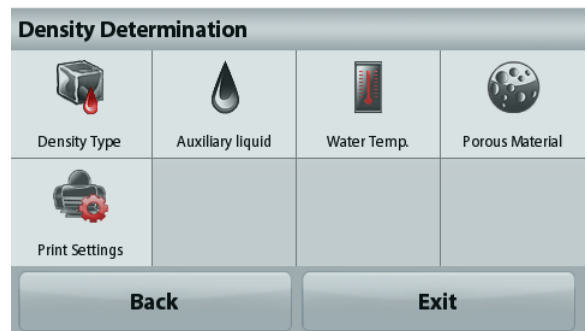 Density Determination
Density Type
Auxiliary liquid
Water Temp.
Porous Material
Print Settings
Back
Exit